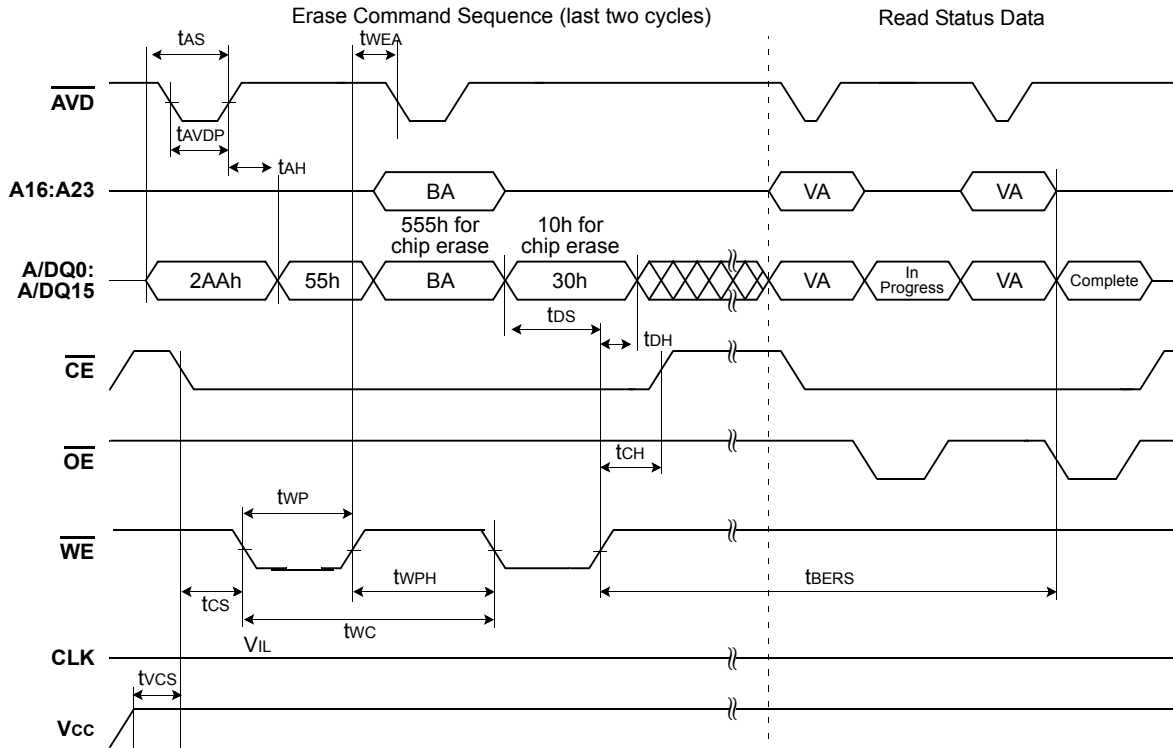 Erase Command Sequence (last two cycles)
Read Status Data
tAS
tWEA
AVD
tAVDP
tAH
A16:A23
BA
VA
VA
555h for
chip erase
10h for
chip erase
A/DQ0:
A/DQ15
2AAh
55h
BA
30h
VA
In
Progress
VA
Complete
tDS
tDH
CE
OE
tCH
tWP
WE
tWPH
tBERS
tCS
tWC
VIL
CLK
tVCS
VCC